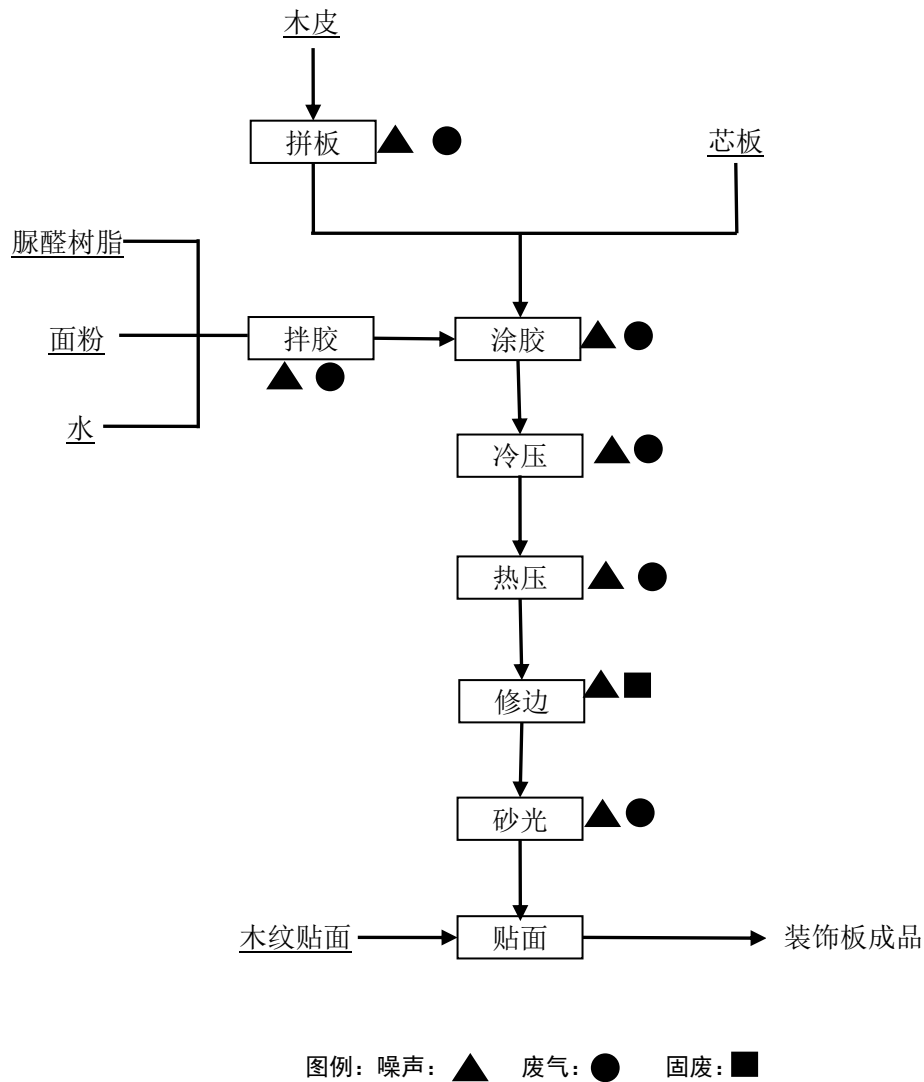 木皮
拼板
芯板
脲醛树脂
面粉
拌胶
涂胶
水
冷压
热压
修边
砂光
木纹贴面
贴面
装饰板成品
图例：噪声： 废气： 固废：